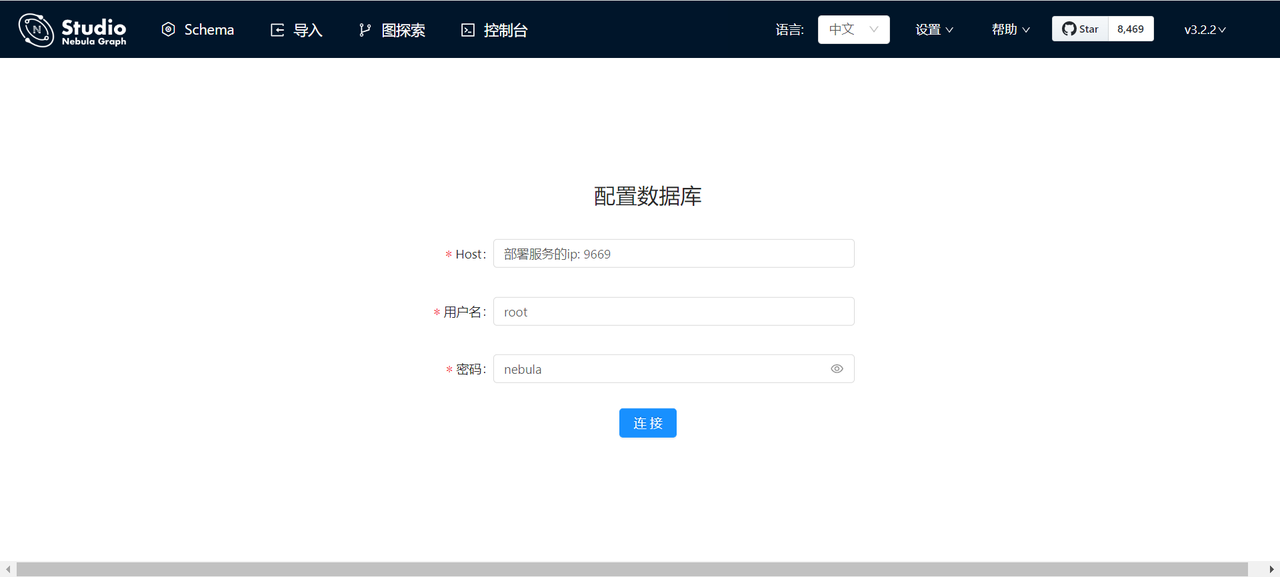 Studio
Nebula Graph
Schema
导入
图探索
控制台
语言:
中文
设置
帮助
Star
8,469
v3.2.2
配置数据库
* Host:
部署服务的ip: 9669
* 用户名:
root
* 密码:
nebula
连 接